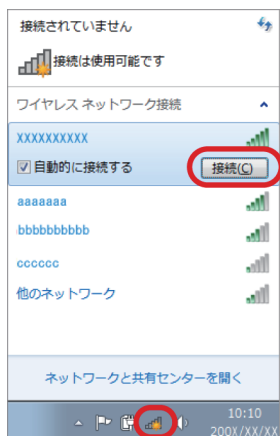 接続されていません
接続は使用可能です
ワイヤレス ネットワーク接続
XXXXXXXXXX
自動的に接続する
接続(C)
aaaaaaa
bbbbbbbbbb
cccccc
他のネットワーク
ネットワークと共有センターを開く
10:10
200X/XX/XX